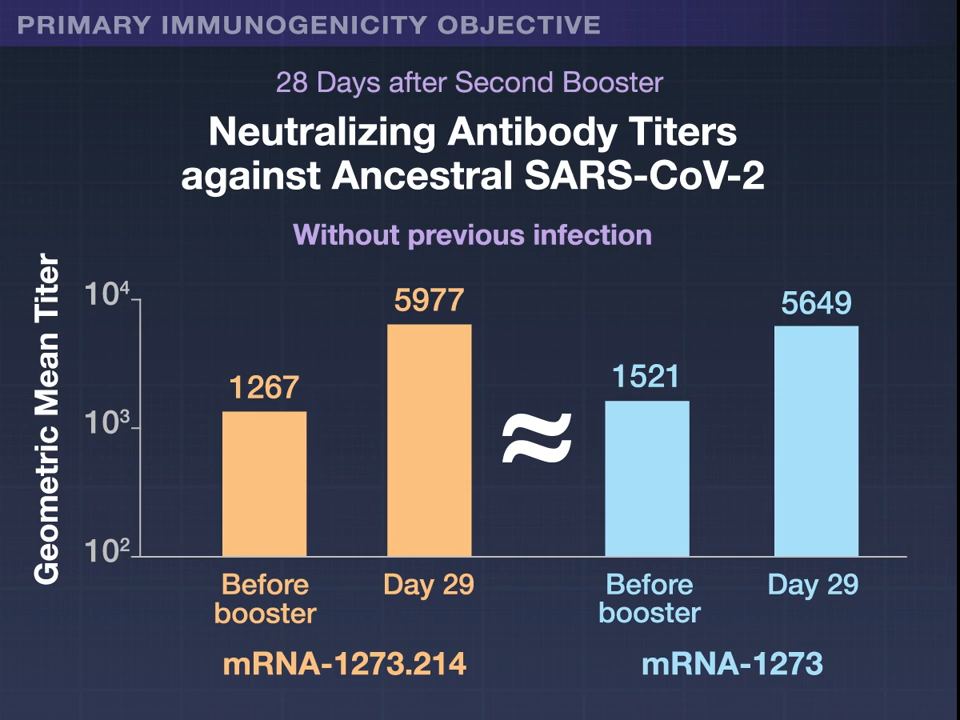 PRIMARY IMMUNOGENICITY OBJECTIVE
28 Days after Second Booster
Neutralizing Antibody Titers
against Ancestral SARS-CoV-2
Without previous infection
Geometric Mean Titer
10⁴
10³
10²
1267
5977
≈
1521
5649
Before
booster
Day 29
Before
booster
Day 29
mRNA-1273.214
mRNA-1273